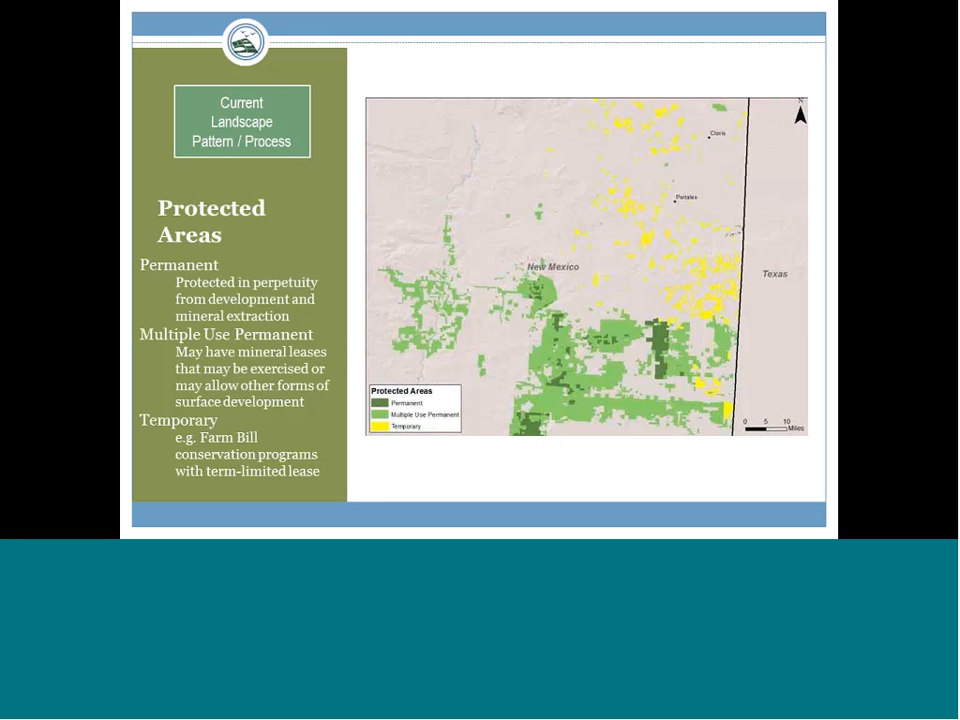 Current
Landscape
Pattern / Process
Protected
Areas
Permanent
Protected in perpetuity
from development and
mineral extraction
Multiple Use Permanent
May have mineral leases
that may be exercised or
may allow other forms of
surface development
Temporary
e.g. Farm Bill
conservation programs
with term-limited lease
N
Clovis
Portales
New Mexico
Texas
Protected Areas
Permanent
Multiple Use Permanent
Temporary
0 5 10
Miles